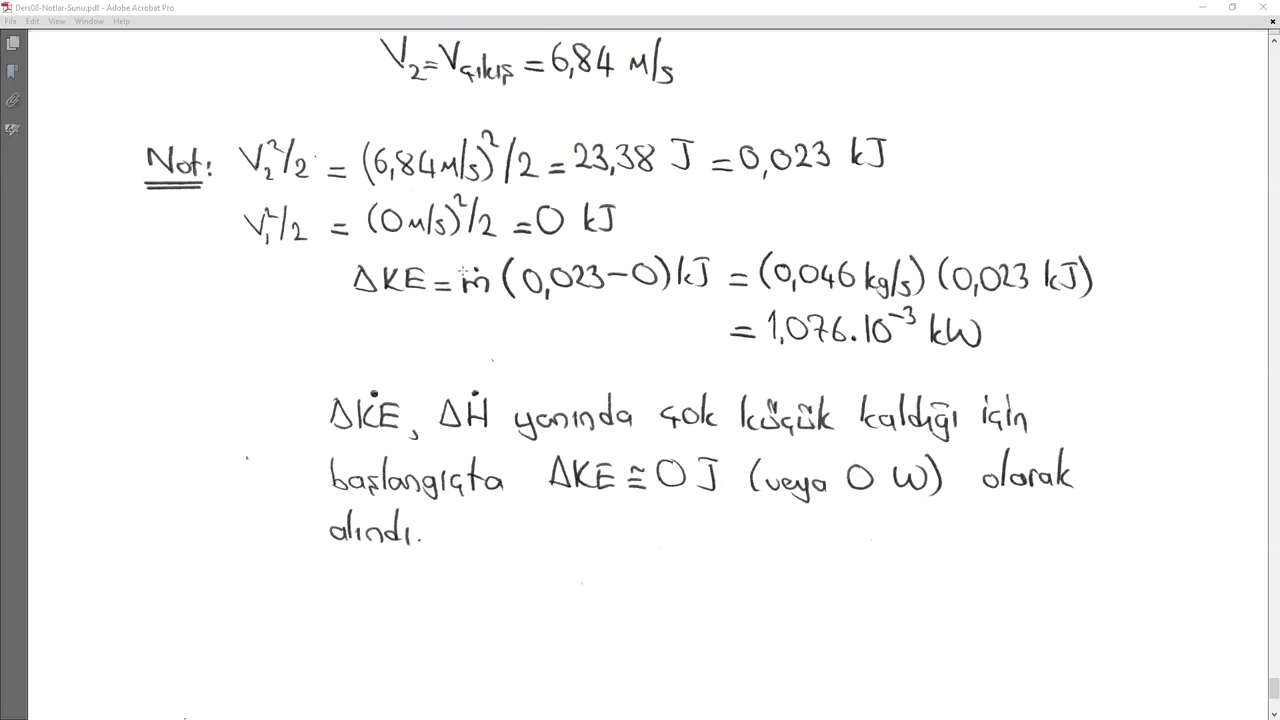 Ders08-Notlar-Sunu.pdf - Adobe Acrobat Pro
File Edit View Window Help
V₂=Vçıkış = 6,84 m/s
Not: V₂²/2 = (6,84 m/s)²/2 = 23,38 J = 0,023 kJ
V₁²/2 = (0 m/s)²/2 = 0 kJ
ΔKE = ṁ (0,023-0) kJ = (0,046 kg/s) (0,023 kJ)
= 1,076.10⁻³ kW
ΔK̇E, ΔḢ yanında çok küçük kaldığı için
başlangıçta ΔKE ≅ 0 J (veya 0 W) olarak
alındı.